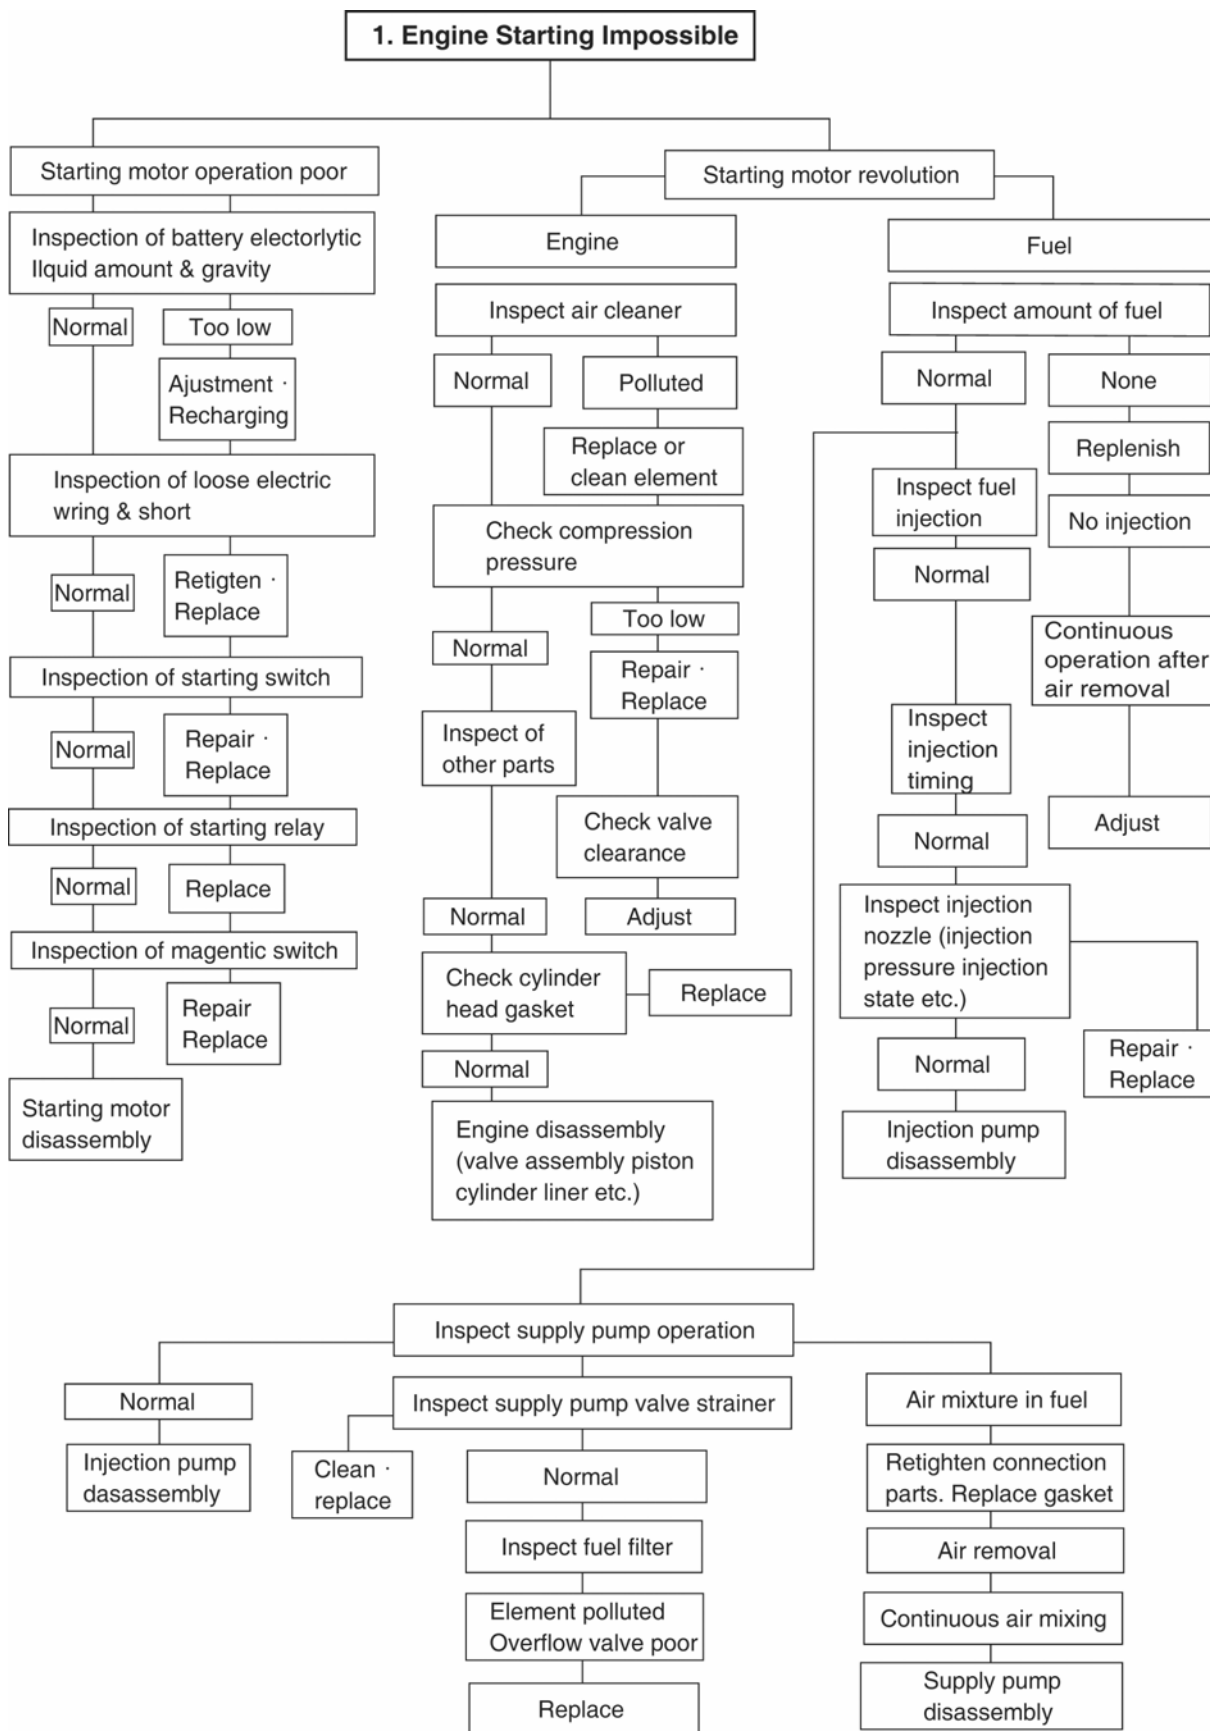 1. Engine Starting Impossible
Starting motor operation poor
Inspection of battery electorlytic
Ilquid amount & gravity
Normal
Too low
Ajustment ·
Recharging
Inspection of loose electric
wring & short
Normal
Retigten ·
Replace
Inspection of starting switch
Normal
Repair ·
Replace
Inspection of starting relay
Normal
Replace
Inspection of magentic switch
Normal
Repair
Replace
Starting motor
disassembly
Starting motor revolution
Engine
Inspect air cleaner
Normal
Polluted
Replace or
clean element
Check compression
pressure
Too low
Normal
Repair ·
Replace
Inspect of
other parts
Check valve
clearance
Normal
Adjust
Check cylinder
head gasket
Replace
Normal
Engine disassembly
(valve assembly piston
cylinder liner etc.)
Fuel
Inspect amount of fuel
Normal
None
Replenish
Inspect fuel
injection
No injection
Normal
Continuous
operation after
air removal
Inspect
injection
timing
Adjust
Normal
Inspect injection
nozzle (injection
pressure injection
state etc.)
Normal
Repair ·
Replace
Injection pump
disassembly
Inspect supply pump operation
Normal
Injection pump
dasassembly
Inspect supply pump valve strainer
Clean ·
replace
Normal
Inspect fuel filter
Element polluted
Overflow valve poor
Replace
Air mixture in fuel
Retighten connection
parts. Replace gasket
Air removal
Continuous air mixing
Supply pump
disassembly